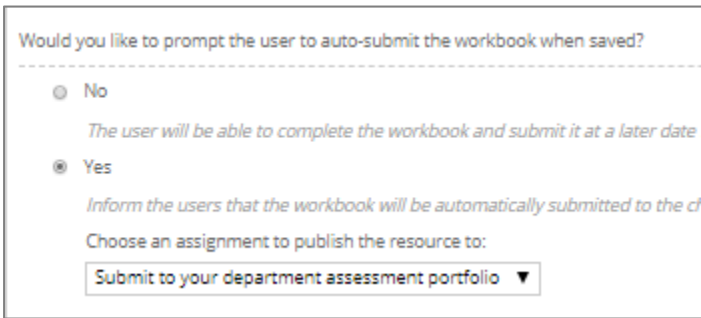 Would you like to prompt the user to auto-submit the workbook when saved?
No
The user will be able to complete the workbook and submit it at a later date
Yes
Inform the users that the workbook will be automatically submitted to the
Choose an assignment to publish the resource to:
Submit to your department assessment portfolio ▼